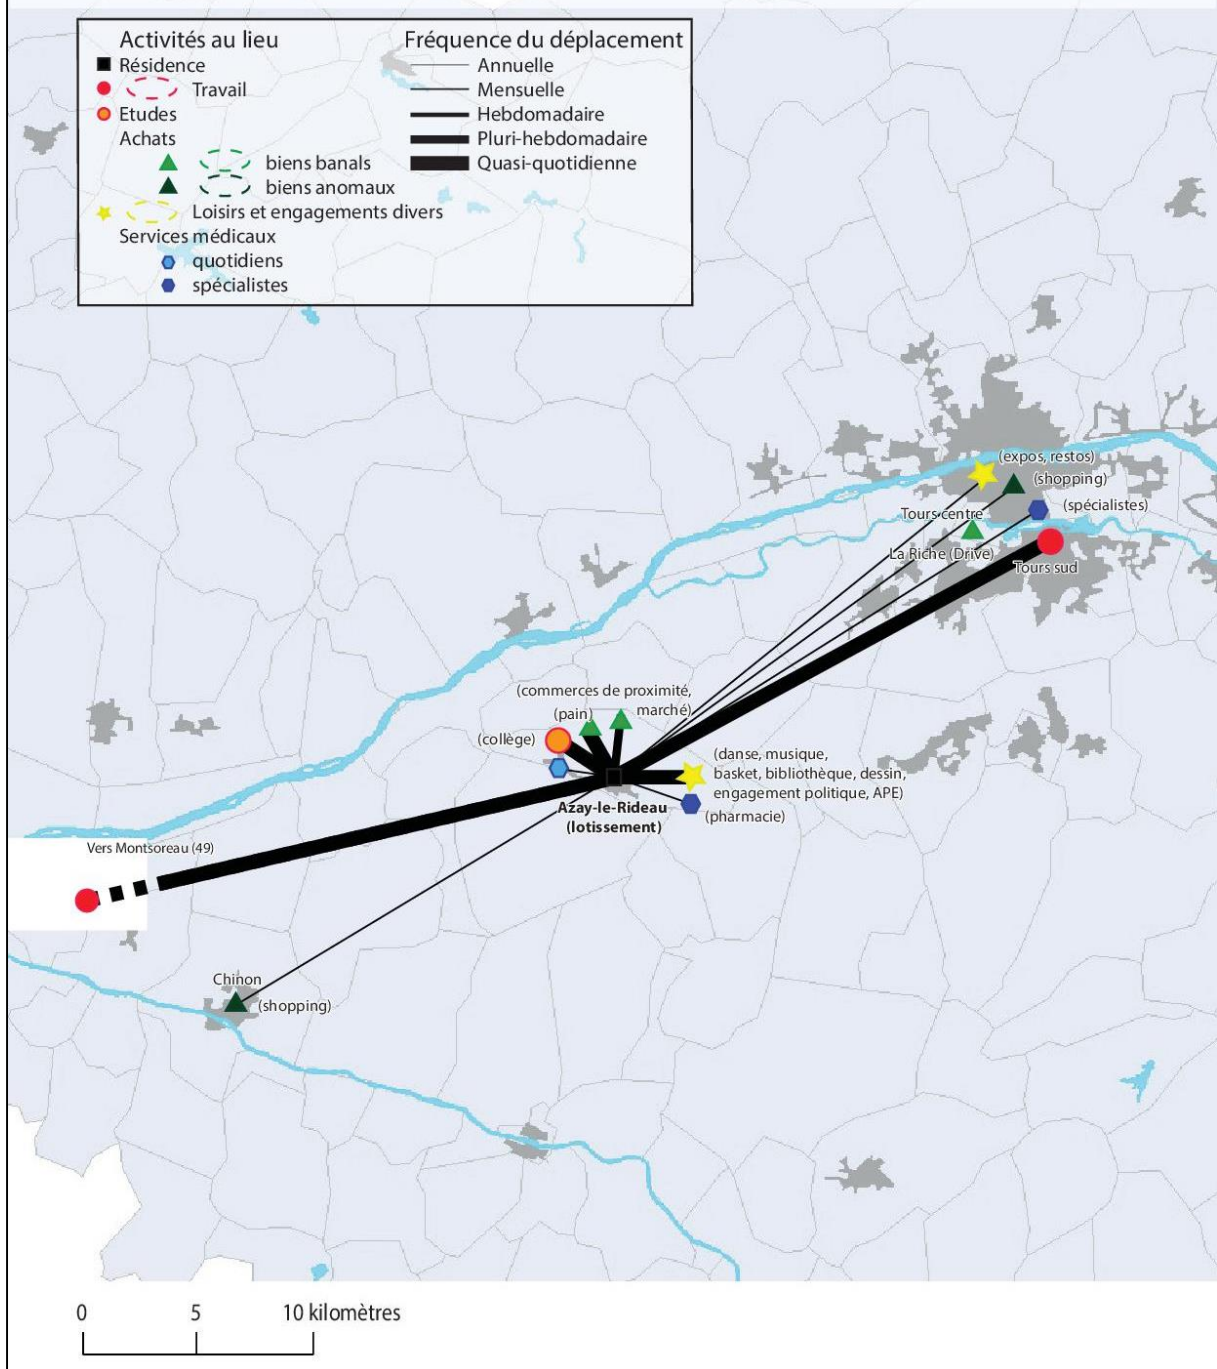 Activités au lieu
Résidence
Travail
Etudes
Achats
biens banals
biens anomaux
Loisirs et engagements divers
Services médicaux
quotidiens
spécialistes
Fréquence du déplacement
Annuelle
Mensuelle
Hebdomadaire
Pluri-hebdomadaire
Quasi-quotidienne
(expos, restos)
(shopping)
(spécialistes)
Tours centre
La Riche (Drive)
Tours sud
(commerces de proximité,
marché)
(pain)
(collège)
(danse, musique,
basket, bibliothèque, dessin,
engagement politique, APE)
(pharmacie)
Azay-le-Rideau
(lotissement)
Vers Montsoreau (49)
Chinon
(shopping)
0 5 10 kilomètres